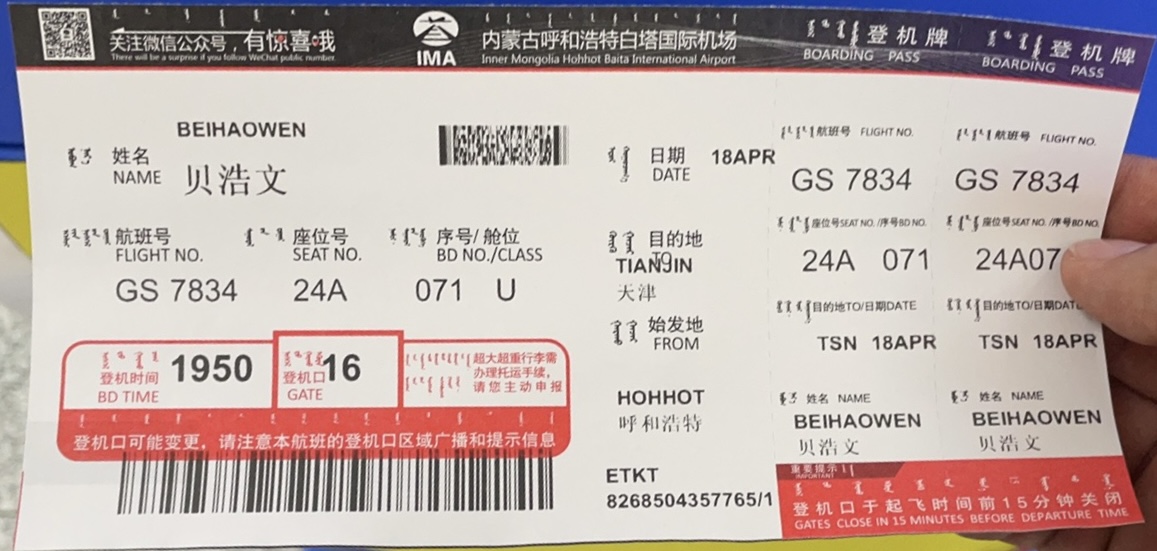 关注微信公众号，有惊喜哦
There will be a surprise if you follow WeChat public number.
IMA
内蒙古呼和浩特白塔国际机场
Inner Mongolia Hohhot Baita International Airport
登机牌
BOARDING PASS
登机牌
BOARDING PASS
BEIHAOWEN
姓名
NAME
贝浩文
日期
DATE
18APR
航班号
FLIGHT NO.
座位号
SEAT NO.
序号/舱位
BD NO./CLASS
GS 7834
24A
071 U
目的地
TO
TIANJIN
天津
始发地
FROM
HOHHOT
呼和浩特
ETKT
8268504357765/1
登机时间
BD TIME
1950
登机口
GATE
16
超大超重行李需
办理托运手续，
请您主动申报
登机口可能变更，请注意本航班的登机口区域广播和提示信息
航班号 FLIGHT NO.
GS 7834
座位号SEAT NO. /序号BD NO.
24A 071
目的地TO/日期DATE
TSN 18APR
姓名 NAME
BEIHAOWEN
贝浩文
航班号 FLIGHT NO.
GS 7834
座位号SEAT NO. /序号BD NO.
24A07
目的地TO/日期DATE
TSN 18APR
姓名 NAME
BEIHAOWEN
贝浩文
重要提示
IMPORTANT
登机口于起飞时间前15分钟关闭
GATES CLOSE IN 15 MINUTES BEFORE DEPARTURE TIME